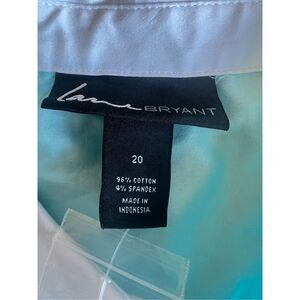 Lane BRYANT
20
96% COTTON
4% SPANDEX
MADE IN
INDONESIA